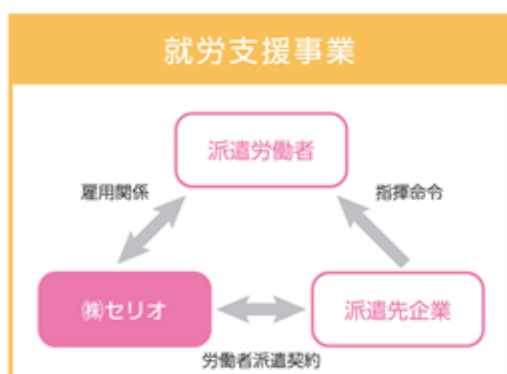 就労支援事業
派遣労働者
雇用関係
指揮命令
㈱セリオ
派遣先企業
労働者派遣契約